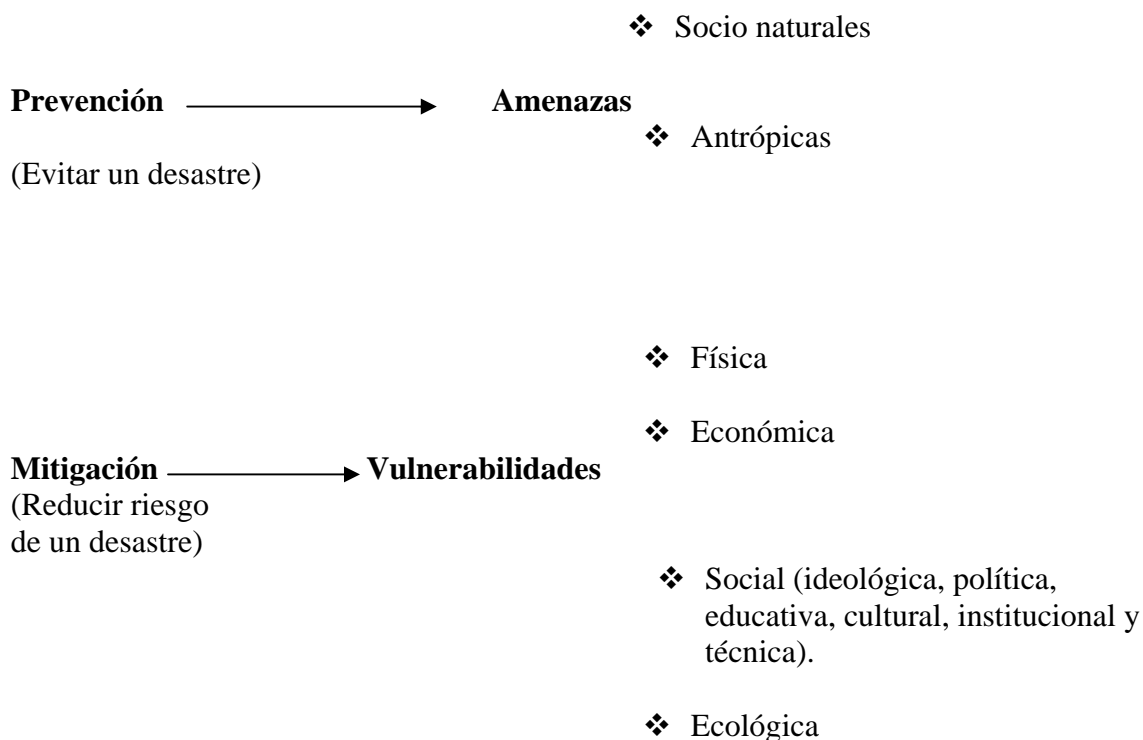 ❖ Socio naturales
Prevención Amenazas
❖ Antrópicas
(Evitar un desastre)
❖ Física
❖ Económica
Mitigación Vulnerabilidades
(Reducir riesgo
de un desastre)
❖ Social (ideológica, política,
educativa, cultural, institucional y
técnica).
❖ Ecológica